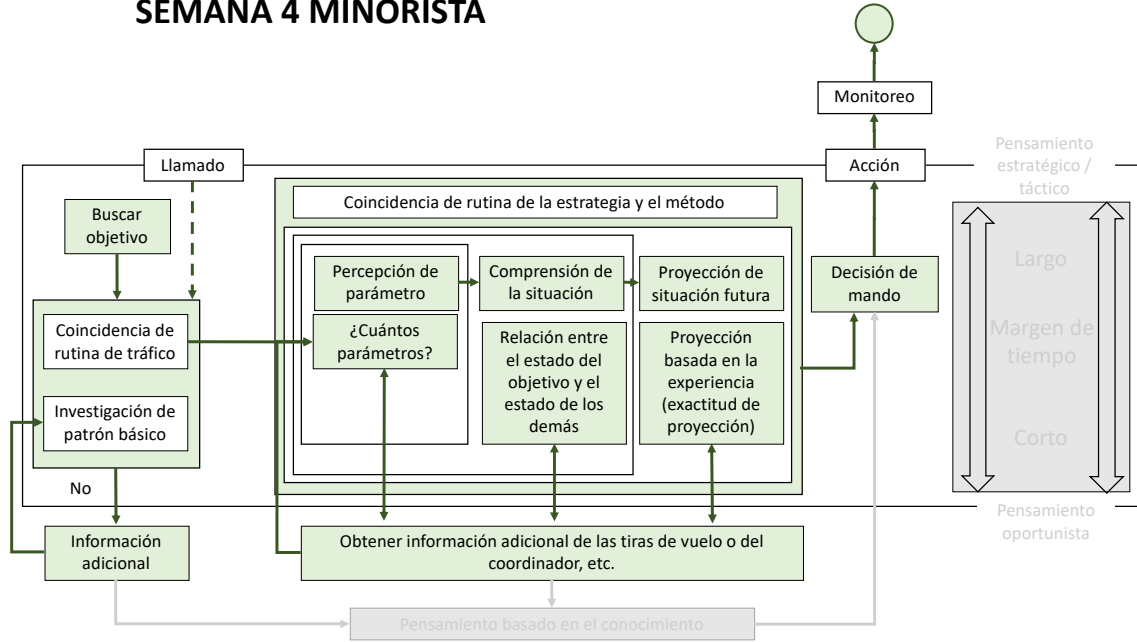 SEMANA 4 MINORISTA
Monitoreo
Llamado
Acción
Pensamiento
estratégico /
táctico
Buscar
objetivo
Coincidencia de rutina de la estrategia y el método
Percepción de
parámetro
Comprensión de
la situación
Proyección de
situación futura
Decisión de
mando
Largo
Coincidencia de
rutina de tráfico
¿Cuántos
parámetros?
Relación entre
el estado del
objetivo y el
estado de los
demás
Proyección
basada en la
experiencia
(exactitud de
proyección)
Margen de
tiempo
Investigación de
patrón básico
Corto
No
Pensamiento
oportunista
Información
adicional
Obtener información adicional de las tiras de vuelo o del
coordinador, etc.
Pensamiento basado en el conocimiento